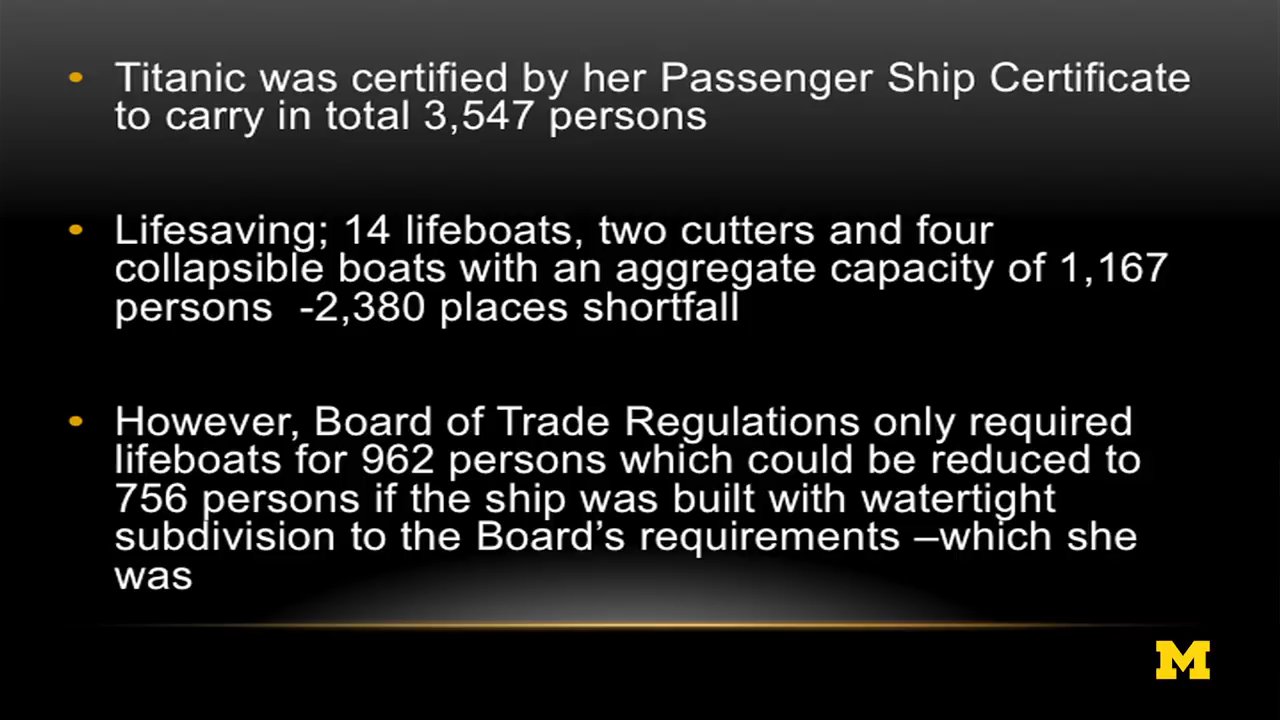 • Titanic was certified by her Passenger Ship Certificate
to carry in total 3,547 persons
• Lifesaving; 14 lifeboats, two cutters and four
collapsible boats with an aggregate capacity of 1,167
persons  -2,380 places shortfall
• However, Board of Trade Regulations only required
lifeboats for 962 persons which could be reduced to
756 persons if the ship was built with watertight
subdivision to the Board’s requirements –which she
was
M